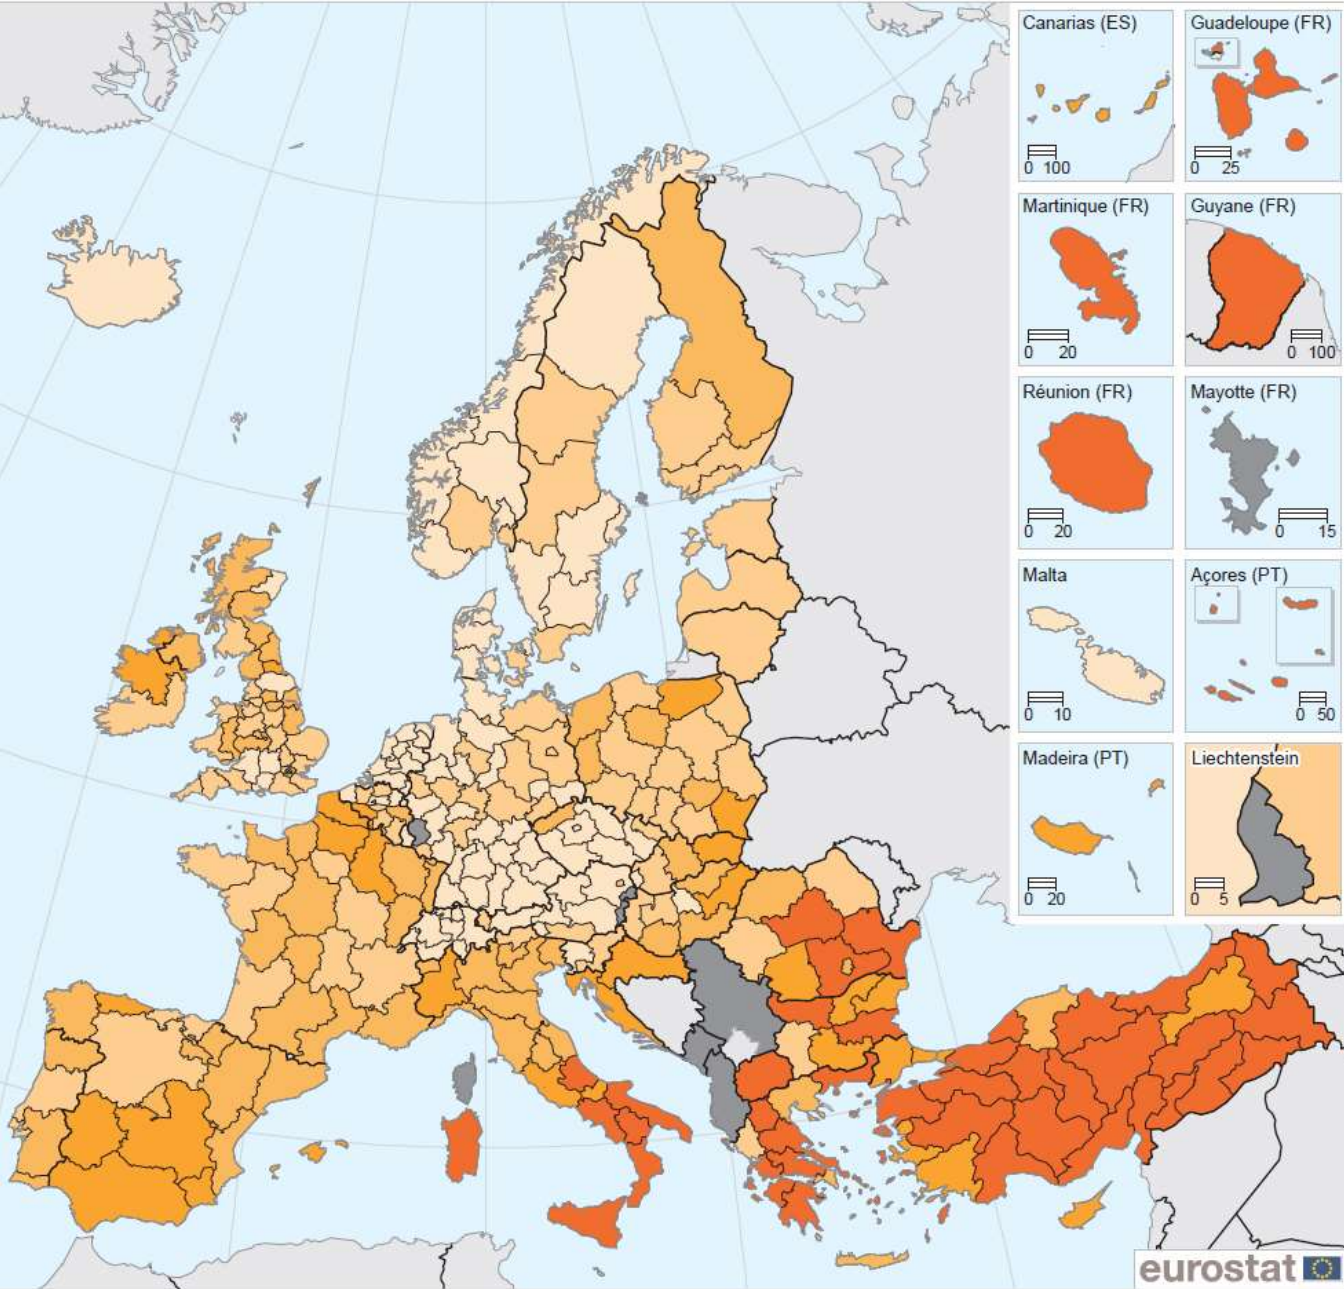 Canarias (ES)
0 100
Guadeloupe (FR)
0 25
Martinique (FR)
0 20
Guyane (FR)
0 100
Réunion (FR)
0 20
Mayotte (FR)
0 15
Malta
0 10
Açores (PT)
0 50
Madeira (PT)
0 20
Liechtenstein
0 5
eurostat